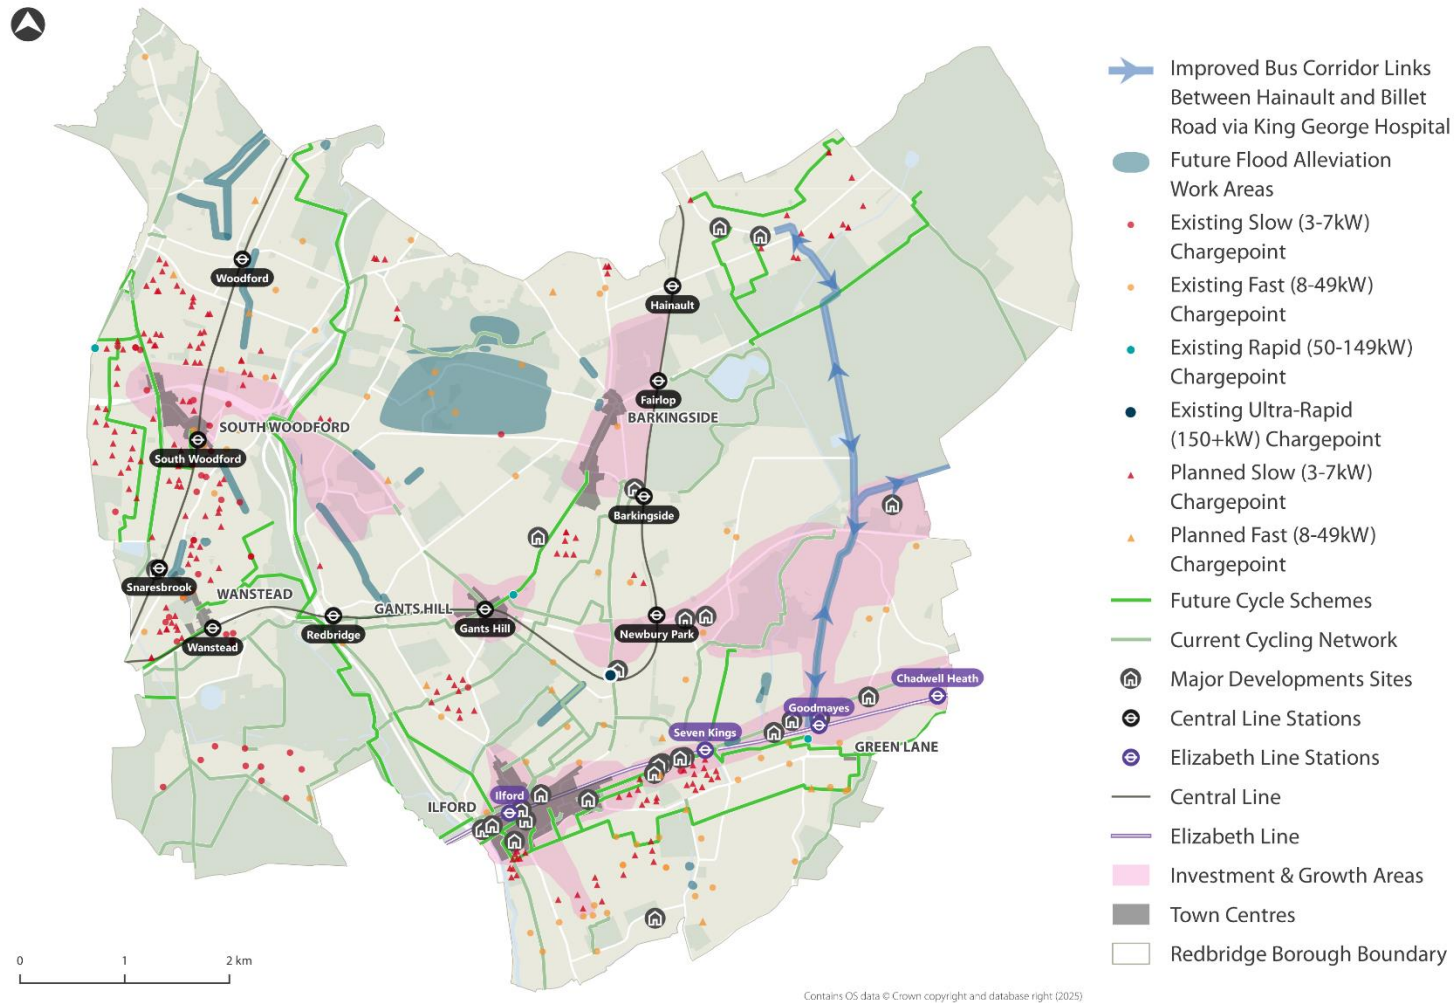 Woodford
Hainault
Fairlop
BARKINGSIDE
SOUTH WOODFORD
South Woodford
Barkingside
Snaresbrook
WANSTEAD
GANTS HILL
Wanstead
Redbridge
Gants Hill
Newbury Park
Chadwell Heath
Goodmayes
Seven Kings
GREEN LANE
Ilford
ILFORD
0 1 2 km
Improved Bus Corridor Links
Between Hainault and Billet
Road via King George Hospital
Future Flood Alleviation
Work Areas
Existing Slow (3-7kW)
Chargepoint
Existing Fast (8-49kW)
Chargepoint
Existing Rapid (50-149kW)
Chargepoint
Existing Ultra-Rapid
(150+kW) Chargepoint
Planned Slow (3-7kW)
Chargepoint
Planned Fast (8-49kW)
Chargepoint
Future Cycle Schemes
Current Cycling Network
Major Developments Sites
Central Line Stations
Elizabeth Line Stations
Central Line
Elizabeth Line
Investment & Growth Areas
Town Centres
Redbridge Borough Boundary
Contains OS data © Crown copyright and database right (2025)